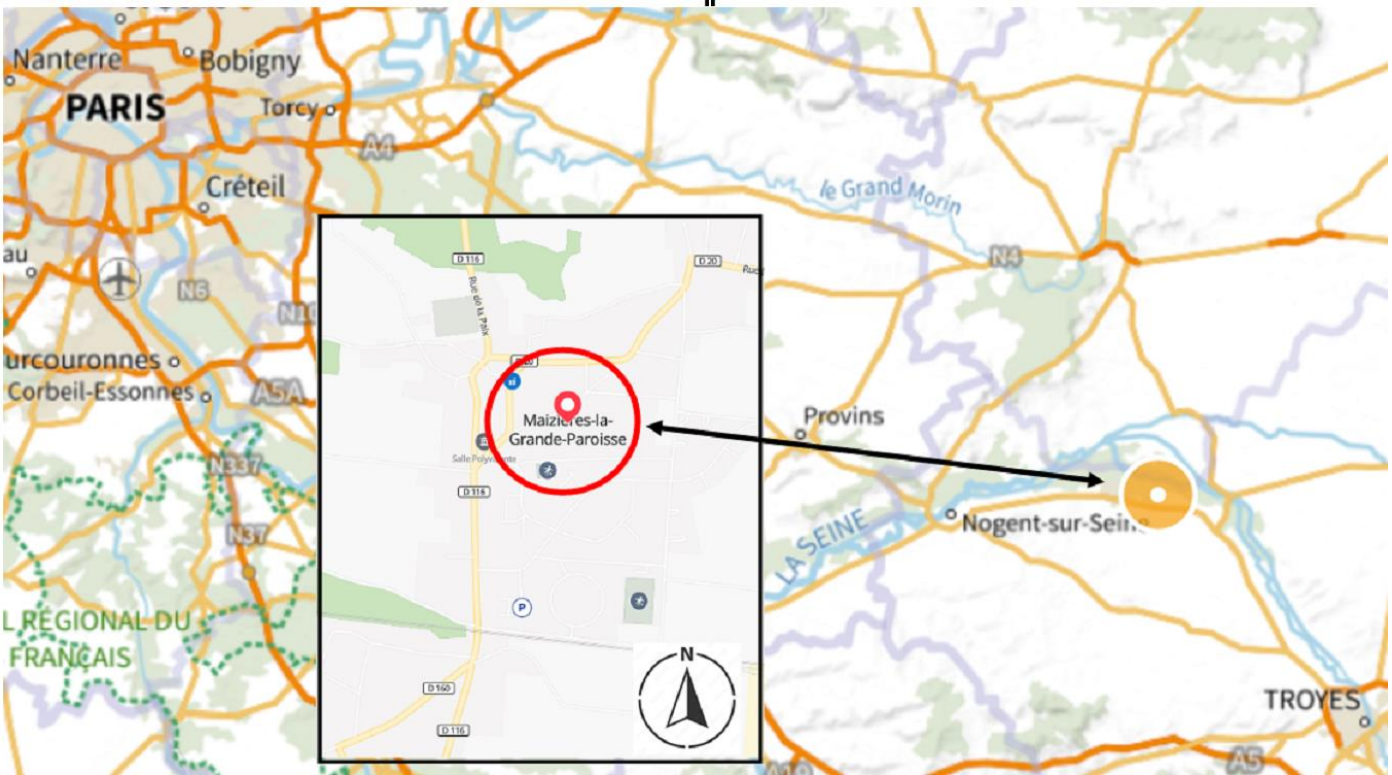 Nanterre
Bobigny
PARIS
Torcy
A4
Créteil
le Grand Morin
au
N4
N6
D 116
D 20
Rue de la Paix
urcouronnes
Corbeil-Essonnes
A5A
Maizières-la-
Grande-Paroisse
Provins
Salle Polyvalente
N337
D 116
N37
LA SEINE
Nogent-sur-Seine
P
L RÉGIONAL DU
FRANÇAIS
N
D 160
D 116
TROYES
A5